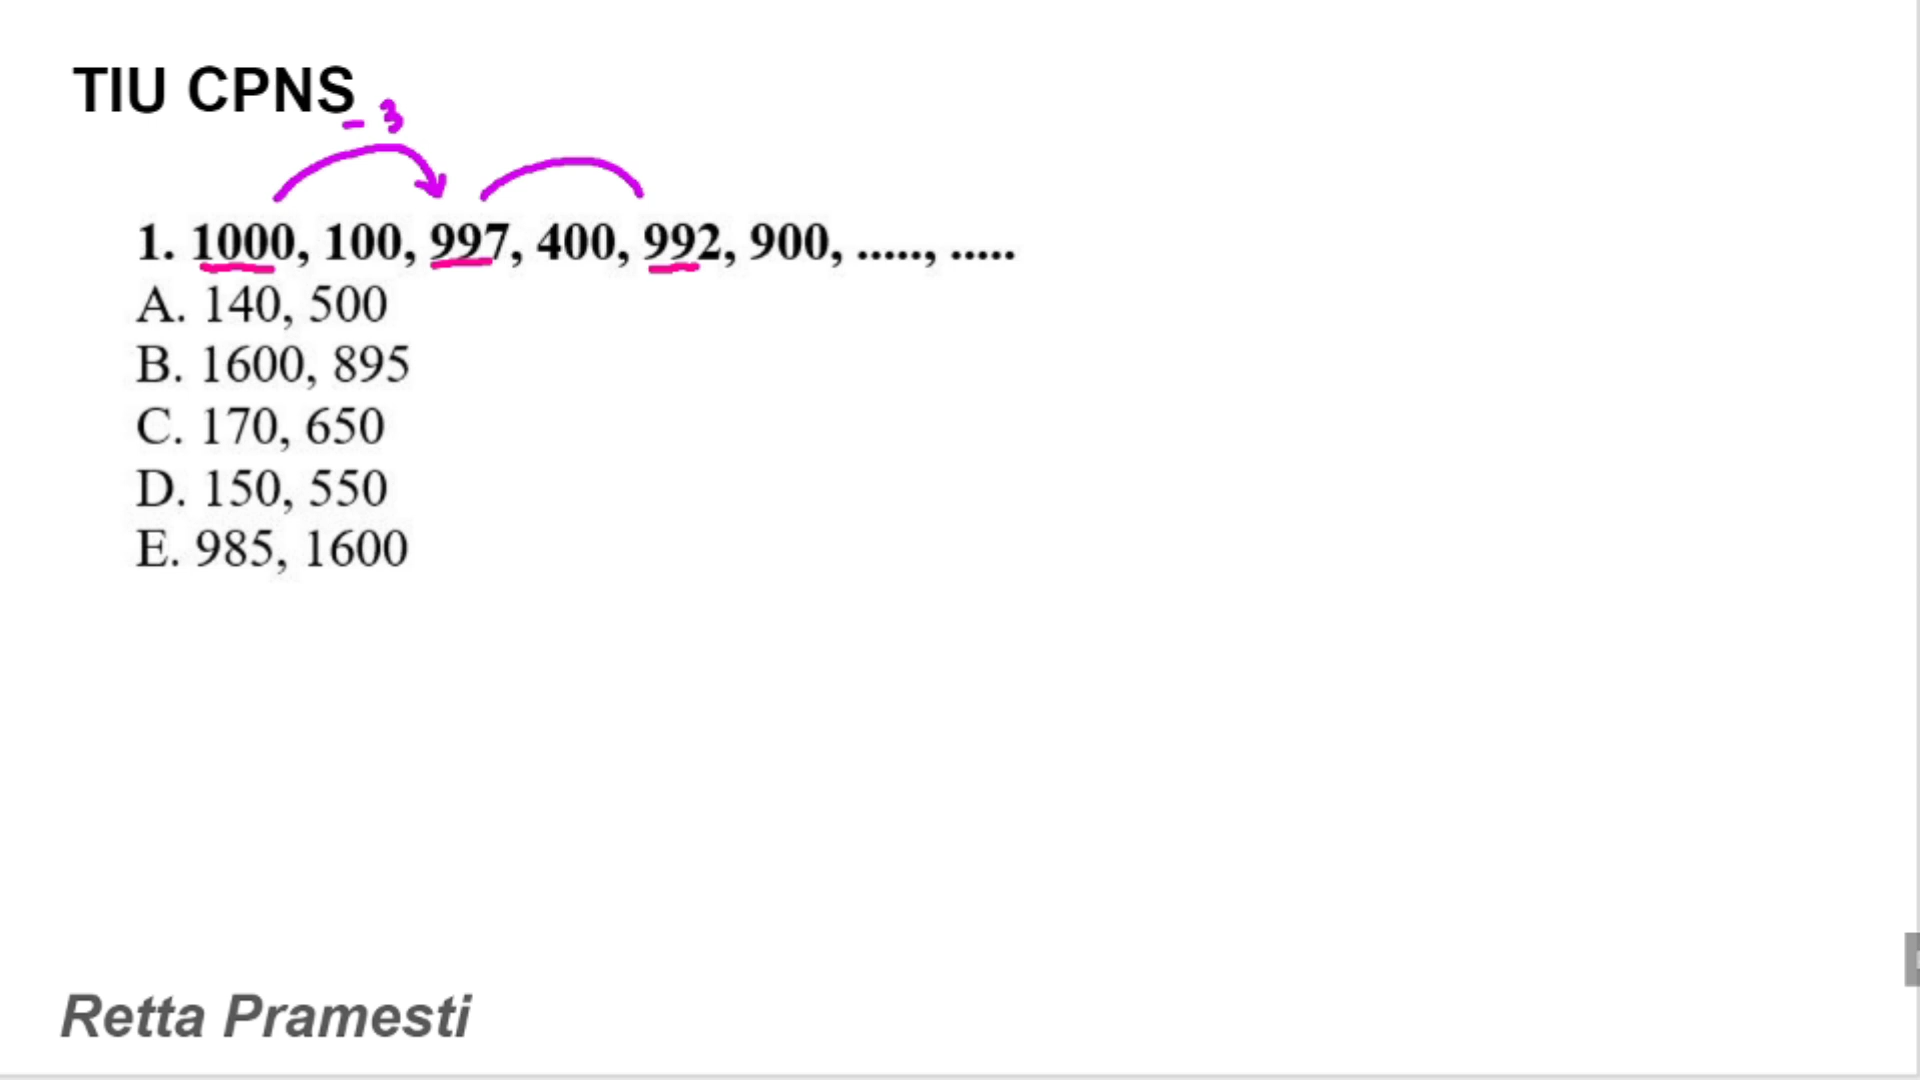 TIU CPNS
- 3
1. 1000, 100, 997, 400, 992, 900, ....., .....
A. 140, 500
B. 1600, 895
C. 170, 650
D. 150, 550
E. 985, 1600
Retta Pramesti